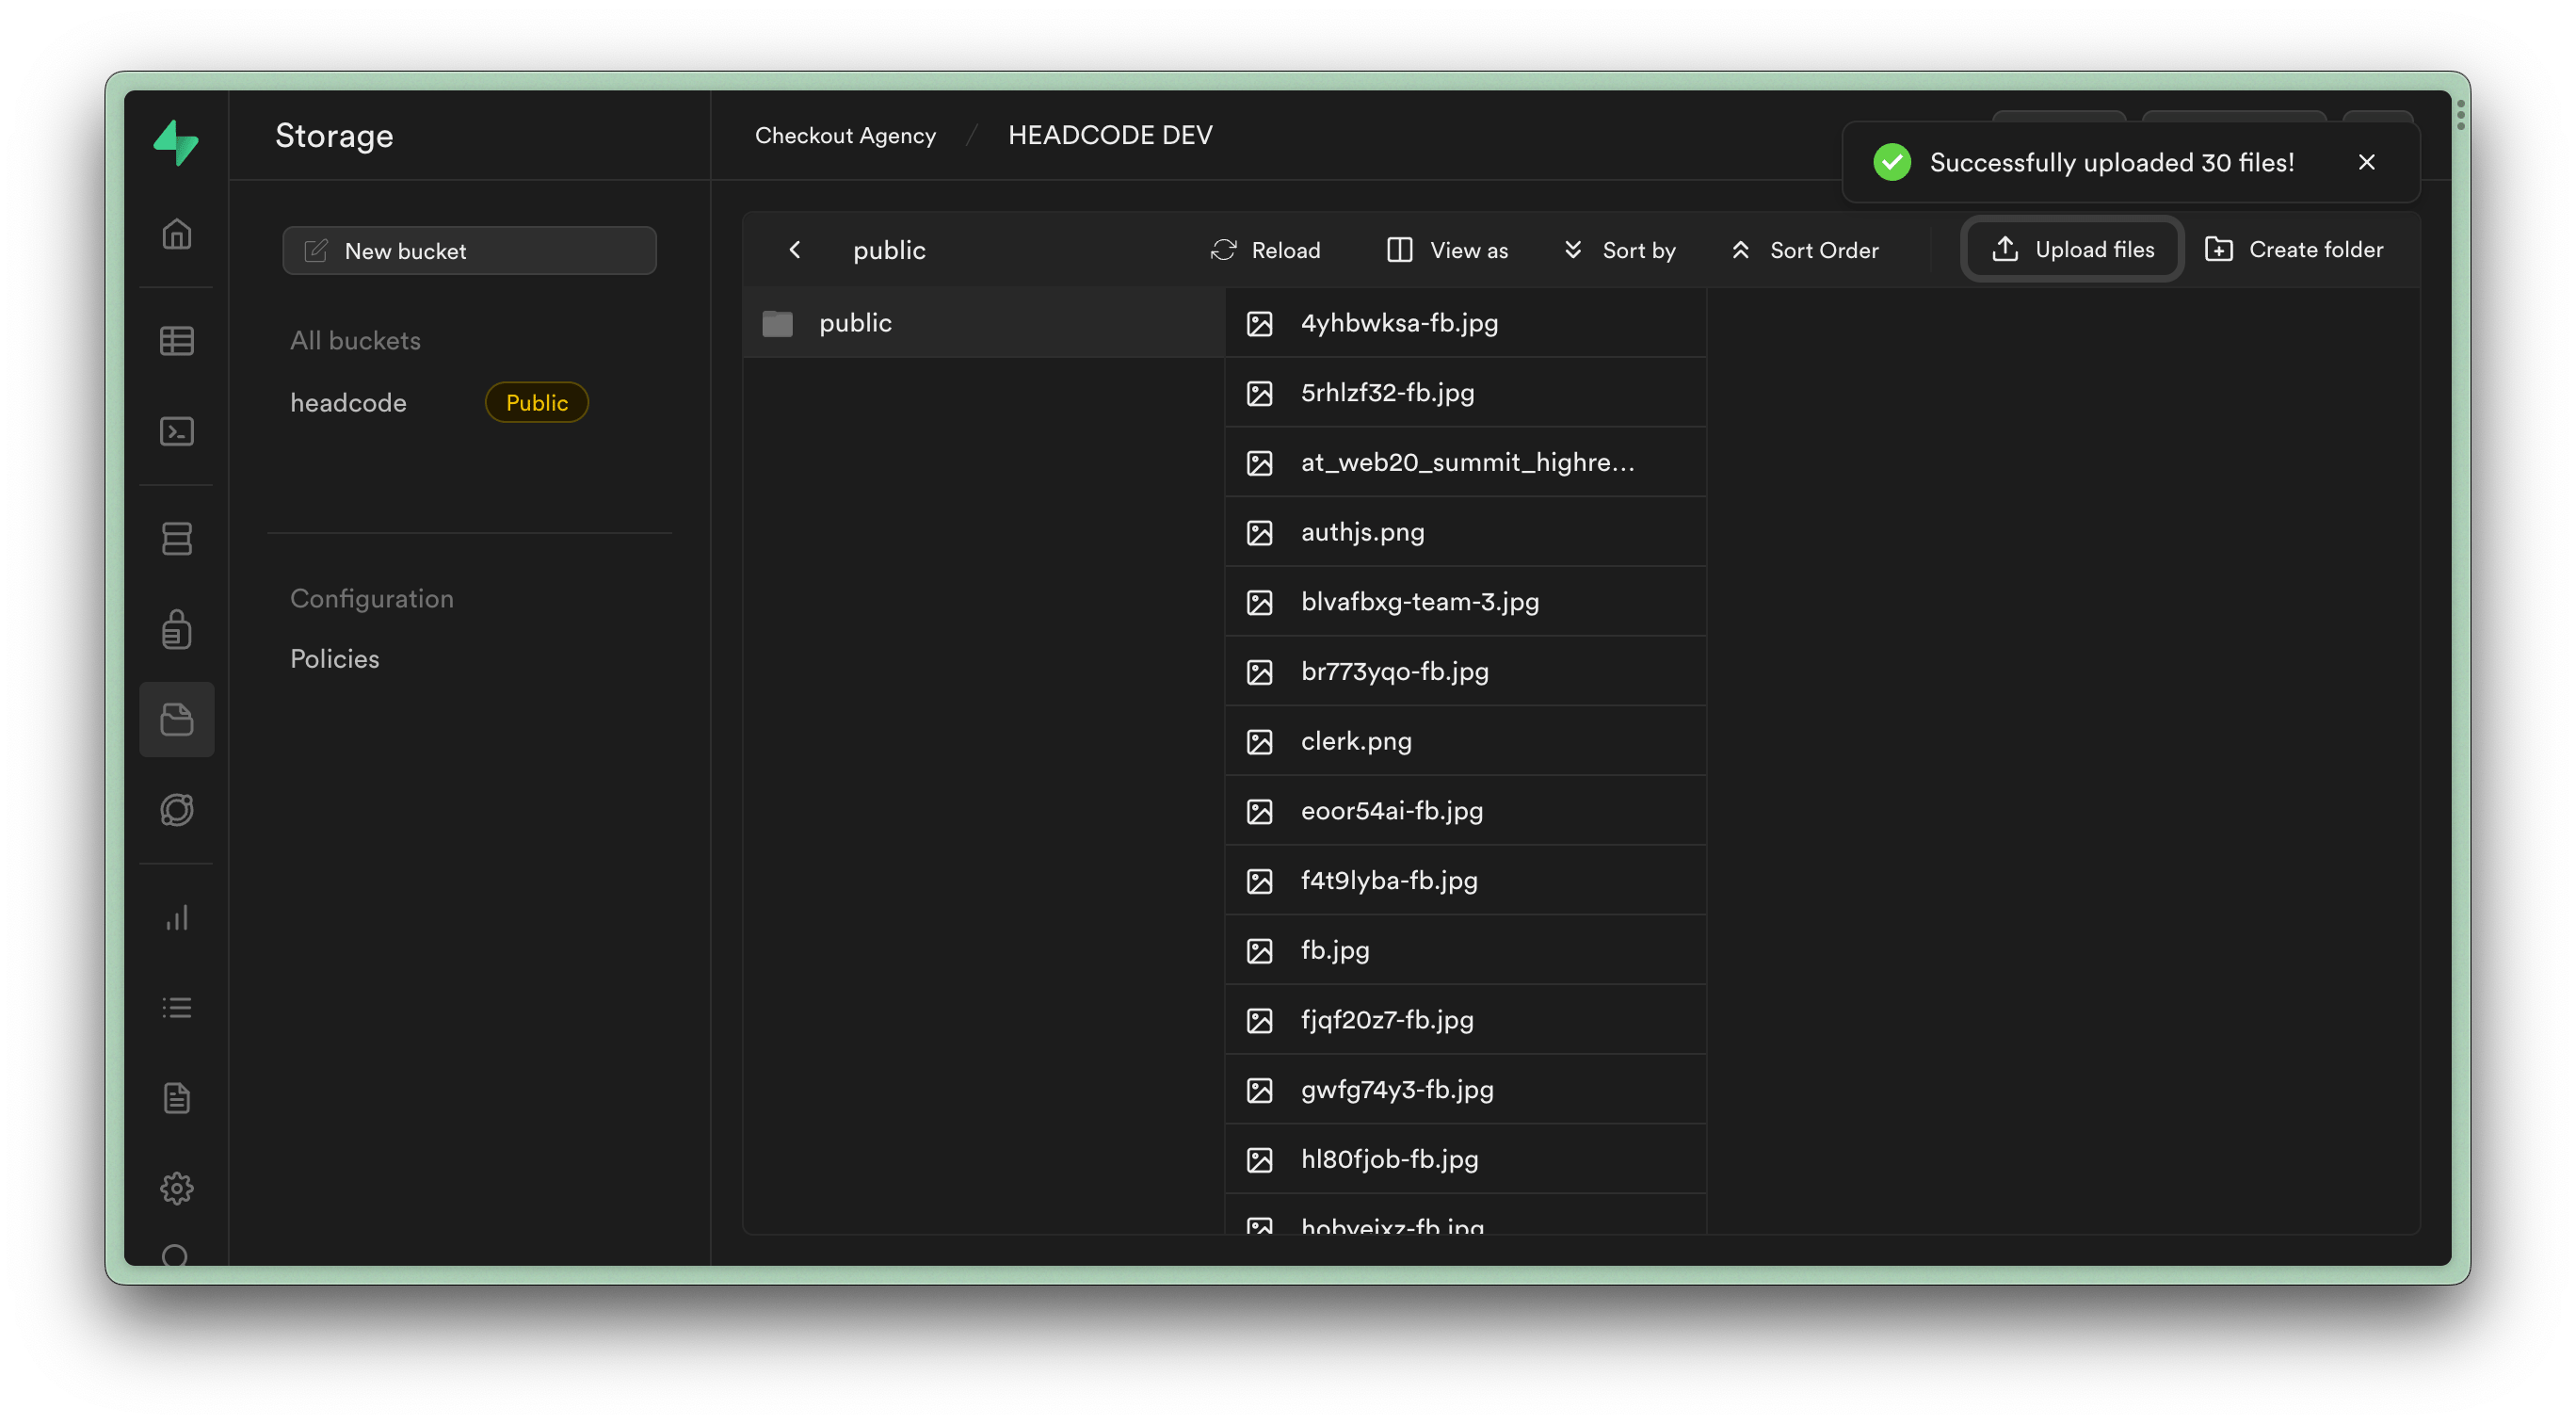 Storage
Checkout Agency / HEADCODE DEV
Successfully uploaded 30 files!
New bucket
All buckets
headcode Public
Configuration
Policies
public
Reload View as Sort by Sort Order Upload files Create folder
public
4yhbwksa-fb.jpg
5rhlzf32-fb.jpg
at_web20_summit_highre...
authjs.png
blvafbxg-team-3.jpg
br773yqo-fb.jpg
clerk.png
eoor54ai-fb.jpg
f4t9lyba-fb.jpg
fb.jpg
fjqf20z7-fb.jpg
gwfg74y3-fb.jpg
hl80fjob-fb.jpg